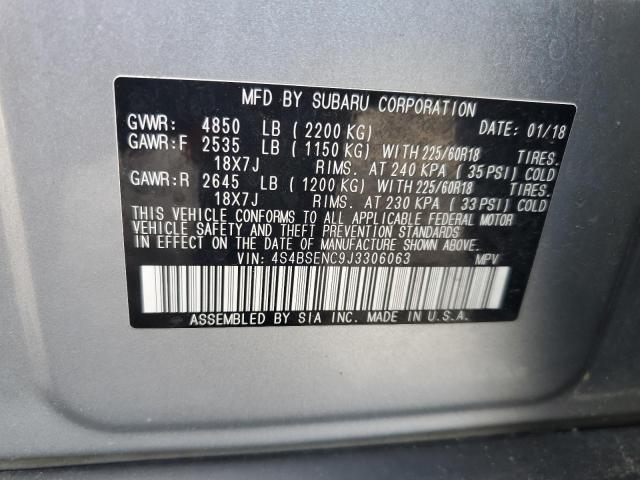 MFD BY SUBARU CORPORATION
GVWR: 4850 LB ( 2200 KG) DATE: 01/18
GAWR:F 2535 LB ( 1150 KG) WITH 225/60R18 TIRES.
18X7J RIMS. AT 240 KPA ( 35 PSI) COLD
GAWR:R 2645 LB ( 1200 KG) WITH 225/60R18 TIRES.
18X7J RIMS. AT 230 KPA ( 33 PSI) COLD
THIS VEHICLE CONFORMS TO ALL APPLICABLE FEDERAL MOTOR
VEHICLE SAFETY AND THEFT PREVENTION STANDARDS
IN EFFECT ON THE DATE OF MANUFACTURE SHOWN ABOVE.
VIN: 4S4BSENC9J3306063 MPV
ASSEMBLED BY SIA INC. MADE IN U.S.A.